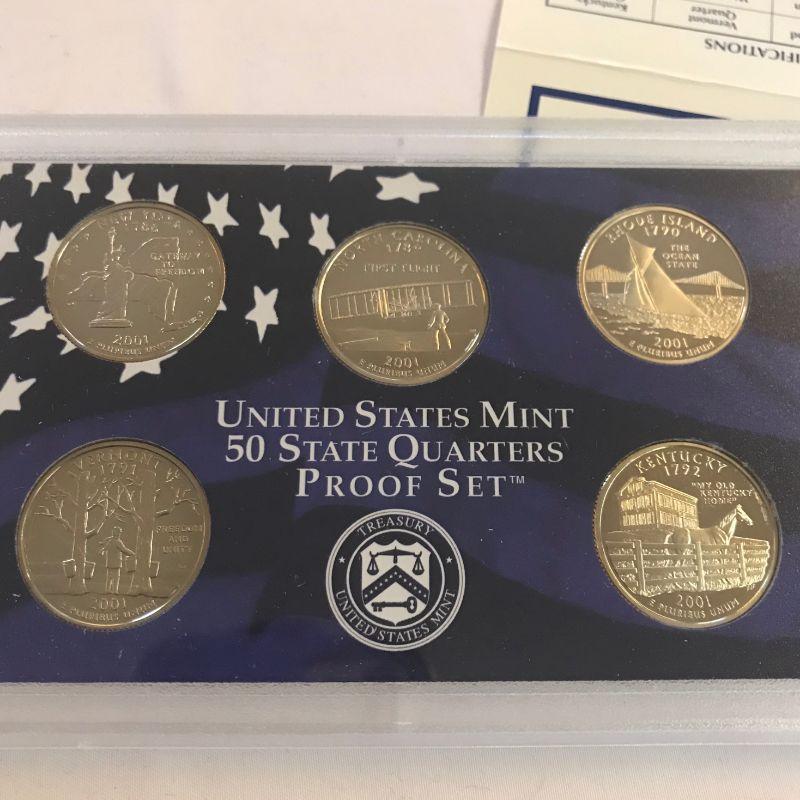 Kentucky
Vermont
Quarter
NEW YORK
1788
GATEWAY
TO
FREEDOM
2001
E PLURIBUS UNUM
NORTH CAROLINA
FIRST FLIGHT
2001
E PLURIBUS UNUM
RHODE ISLAND
1790
THE
OCEAN
STATE
2001
E PLURIBUS UNUM
UNITED STATES MINT
50 STATE QUARTERS
PROOF SET™
VERMONT
1791
FREEDOM
AND
UNITY
2001
E PLURIBUS UNUM
TREASURY
UNITED STATES MINT
KENTUCKY
1792
"MY OLD
KENTUCKY
HOME"
2001
E PLURIBUS UNUM